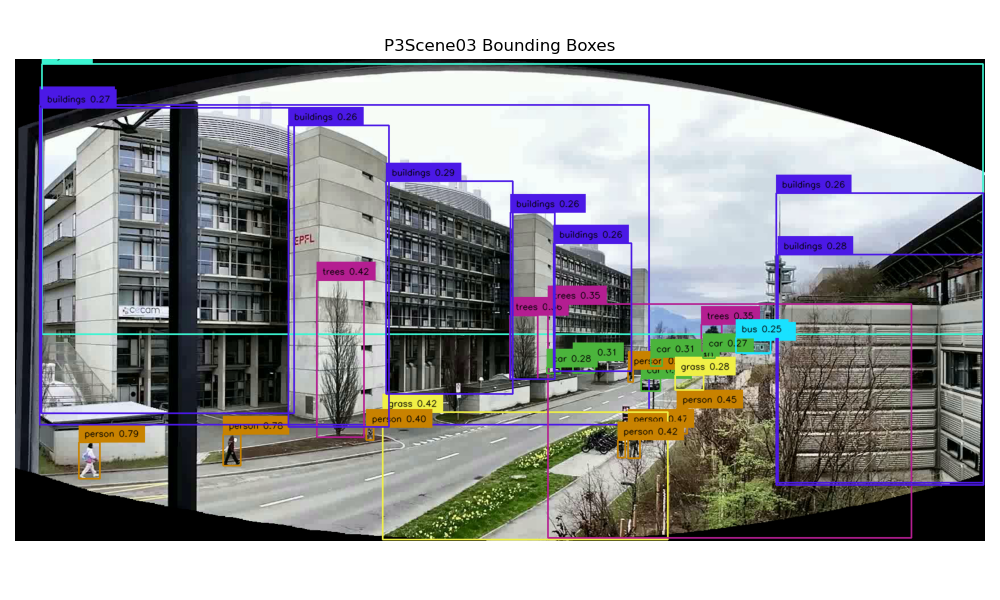 P3Scene03 Bounding Boxes
buildings 0.27
buildings 0.26
buildings 0.29
buildings 0.26
buildings 0.26
buildings 0.26
buildings 0.28
EPFL
trees 0.42
trees 0.35
trees
trees 0.35
bus 0.25
car 0.27
car 0.31
0.31
car 0.28
person
car
grass 0.28
grass 0.42
person 0.45
person 0.40
person 0.47
person 0.42
person 0.78
person 0.79